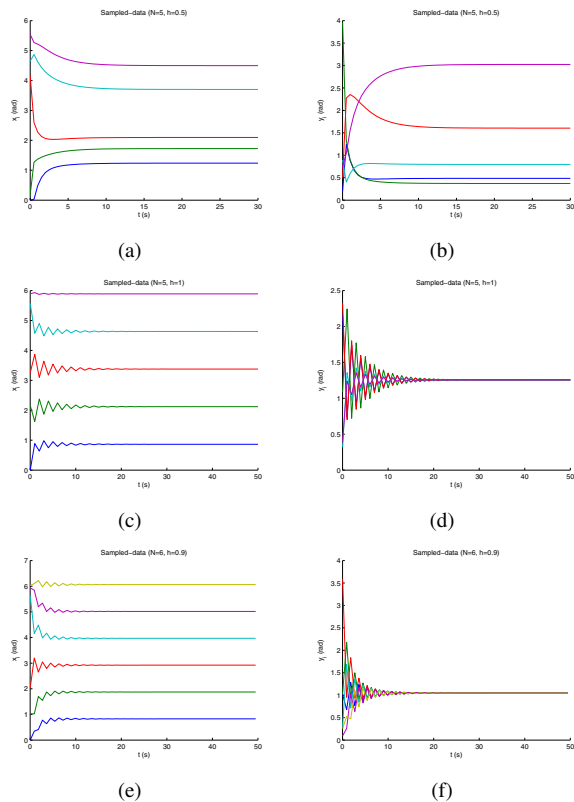 Sampled-data (N=5, h=0.5)
6
5
4
3
2
1
0
0 5 10 15 20 25 30
t (s)
x_i (rad)
(a)
Sampled-data (N=5, h=0.5)
4
3.5
3
2.5
2
1.5
1
0.5
0
0 5 10 15 20 25 30
t (s)
y_i (rad)
(b)
Sampled-data (N=5, h=1)
6
5
4
3
2
1
0
0 10 20 30 40 50
t (s)
x_i (rad)
(c)
Sampled-data (N=5, h=1)
2.5
2
1.5
1
0.5
0
0 10 20 30 40 50
t (s)
y_i (rad)
(d)
Sampled-data (N=6, h=0.9)
7
6
5
4
3
2
1
0
0 10 20 30 40 50
t (s)
x_i (rad)
(e)
Sampled-data (N=6, h=0.9)
4
3.5
3
2.5
2
1.5
1
0.5
0
0 10 20 30 40 50
t (s)
y_i (rad)
(f)